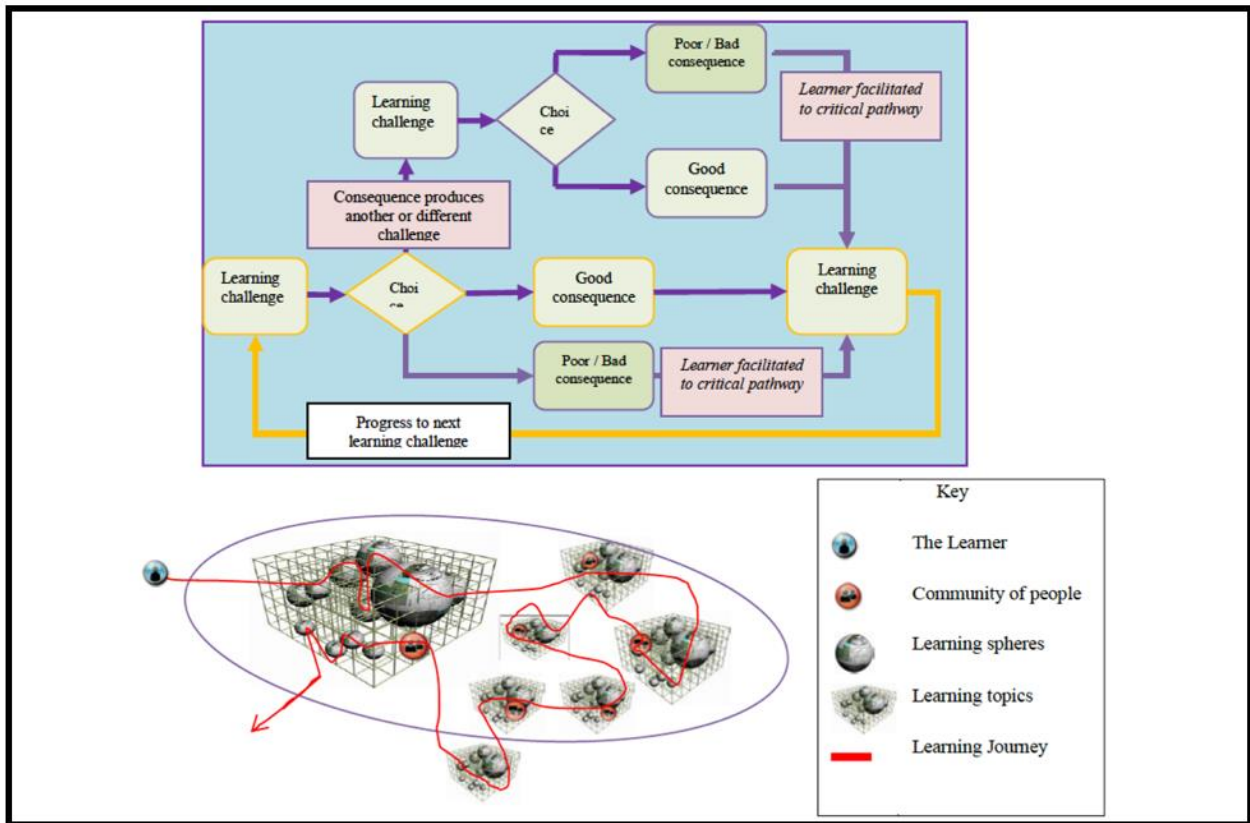 Poor / Bad
consequence
Learner facilitated
to critical pathway
Learning
challenge
Choi
ce
Good
consequence
Consequence produces
another or different
challenge
Learning
challenge
Choi
ce
Good
consequence
Learning
challenge
Poor / Bad
consequence
Learner facilitated
to critical pathway
Progress to next
learning challenge
Key
The Learner
Community of people
Learning spheres
Learning topics
Learning Journey